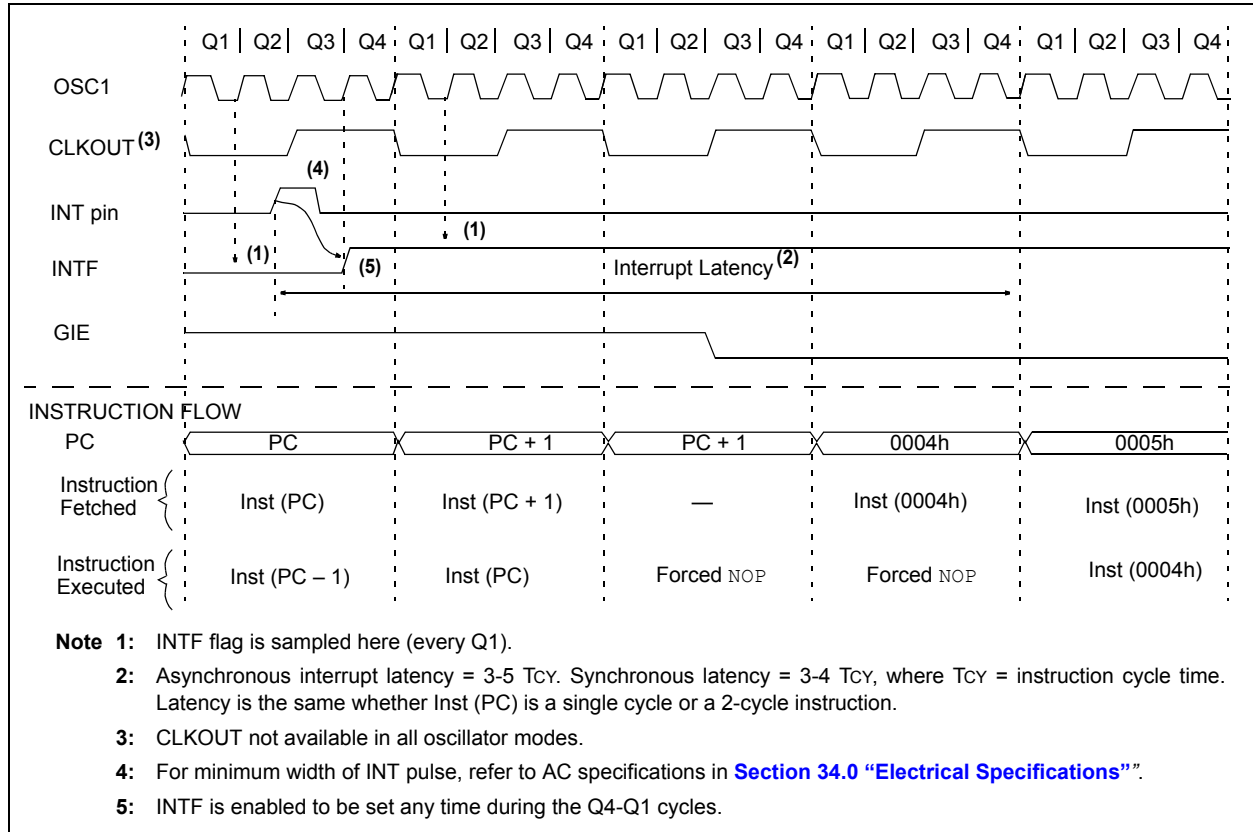 Q1 Q2 Q3 Q4 Q1 Q2 Q3 Q4 Q1 Q2 Q3 Q4 Q1 Q2 Q3 Q4 Q1 Q2 Q3 Q4
OSC1
CLKOUT (3)
(4)
INT pin
(1) (1)
INTF (5) Interrupt Latency (2)
GIE
INSTRUCTION FLOW
PC PC PC + 1 PC + 1 0004h 0005h
Instruction Fetched Inst (PC) Inst (PC + 1) — Inst (0004h) Inst (0005h)
Instruction Executed Inst (PC – 1) Inst (PC) Forced NOP Forced NOP Inst (0004h)
Note 1: INTF flag is sampled here (every Q1).
2: Asynchronous interrupt latency = 3-5 TCY. Synchronous latency = 3-4 TCY, where TCY = instruction cycle time.
Latency is the same whether Inst (PC) is a single cycle or a 2-cycle instruction.
3: CLKOUT not available in all oscillator modes.
4: For minimum width of INT pulse, refer to AC specifications in Section 34.0 “Electrical Specifications””.
5: INTF is enabled to be set any time during the Q4-Q1 cycles.